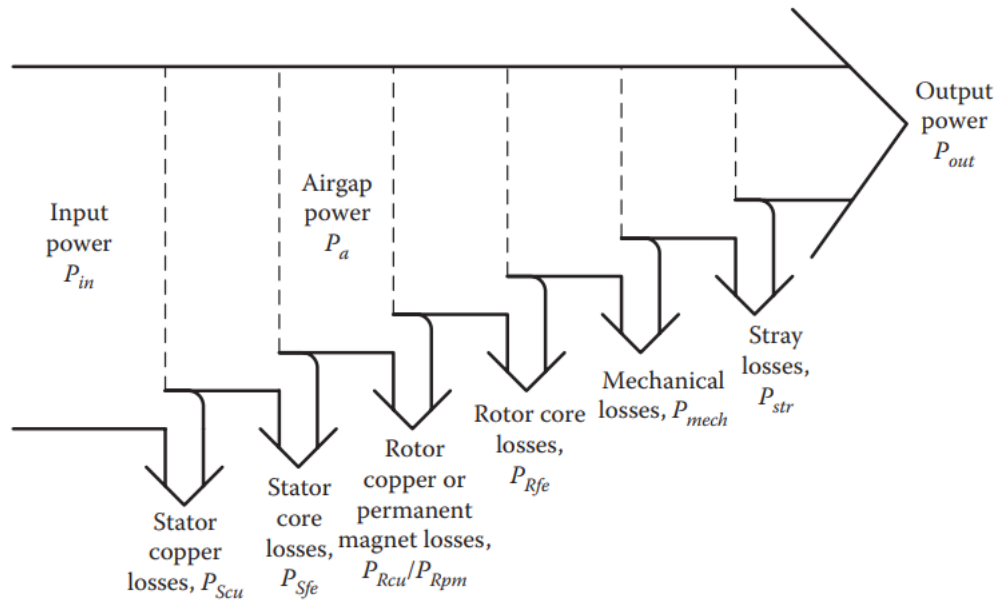 Output
power
P_out
Airgap
power
P_a
Input
power
P_in
Stray
losses,
P_str
Mechanical
losses, P_mech
Rotor core
losses,
P_Rfe
Rotor
copper or
permanent
magnet losses,
P_Rcu/P_Rpm
Stator
core
losses,
P_Sfe
Stator
copper
losses, P_Scu